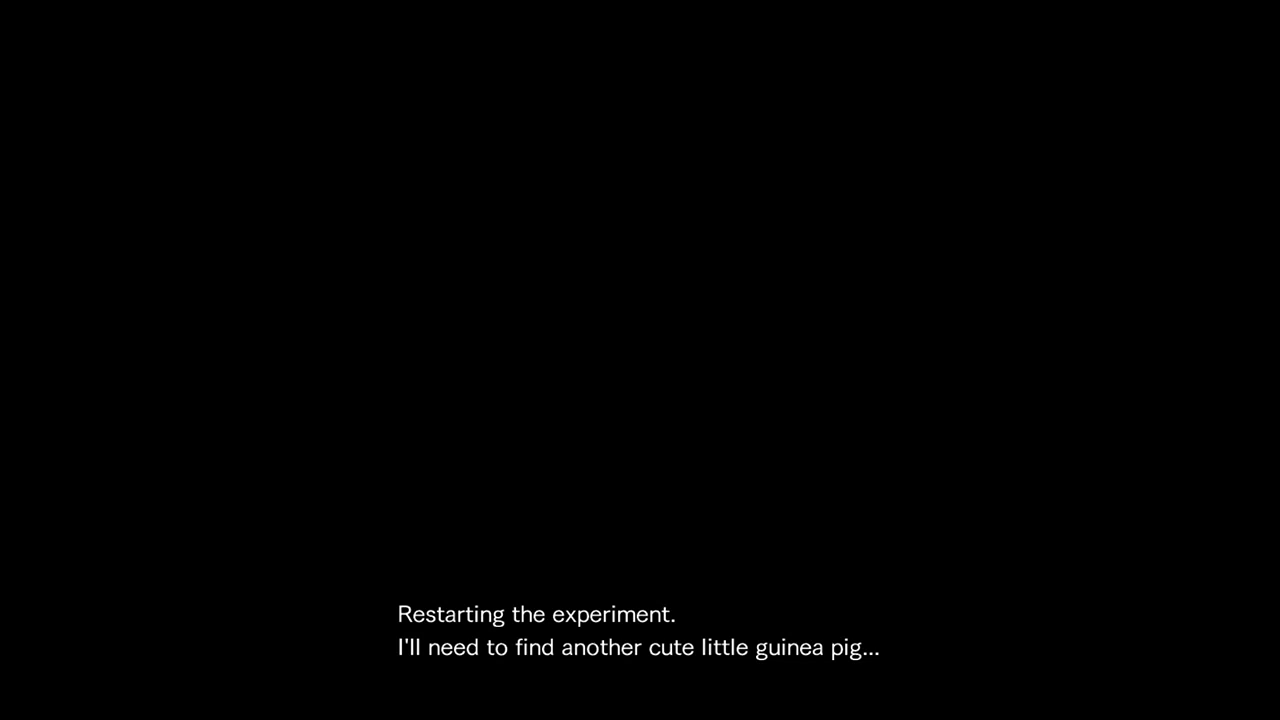 Restarting the experiment.
I'll need to find another cute little guinea pig...